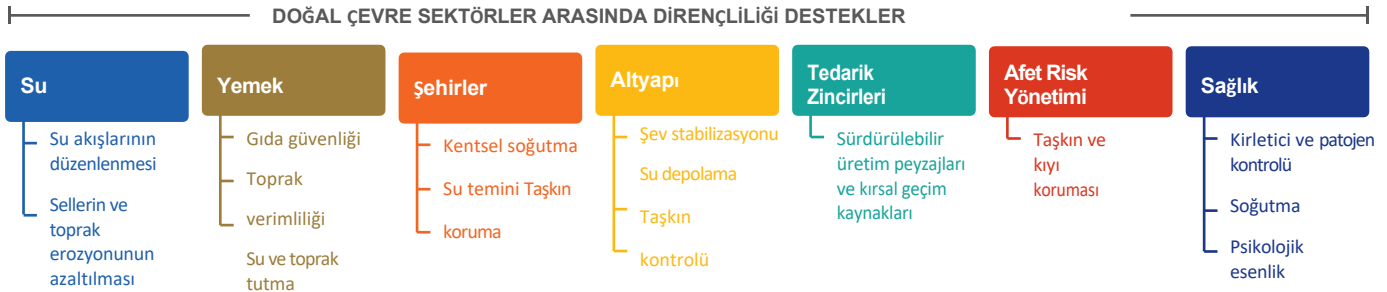 DOĞAL ÇEVRE SEKTÖRLER ARASINDA DİRENÇLİLİĞİ DESTEKLER
Su
Su akışlarının
düzenlenmesi
Sellerin ve
toprak
erozyonunun
azaltılması
Yemek
Gıda güvenliği
Toprak
verimliliği
Su ve toprak
tutma
Şehirler
Kentsel soğutma
Su temini Taşkın
koruma
Altyapı
Şev stabilizasyonu
Su depolama
Taşkın
kontrolü
Tedarik
Zincirleri
Sürdürülebilir
üretim peyzajları
ve kırsal geçim
kaynakları
Afet Risk
Yönetimi
Taşkın ve
kıyı
koruması
Sağlık
Kirletici ve patojen
kontrolü
Soğutma
Psikolojik
esenlik